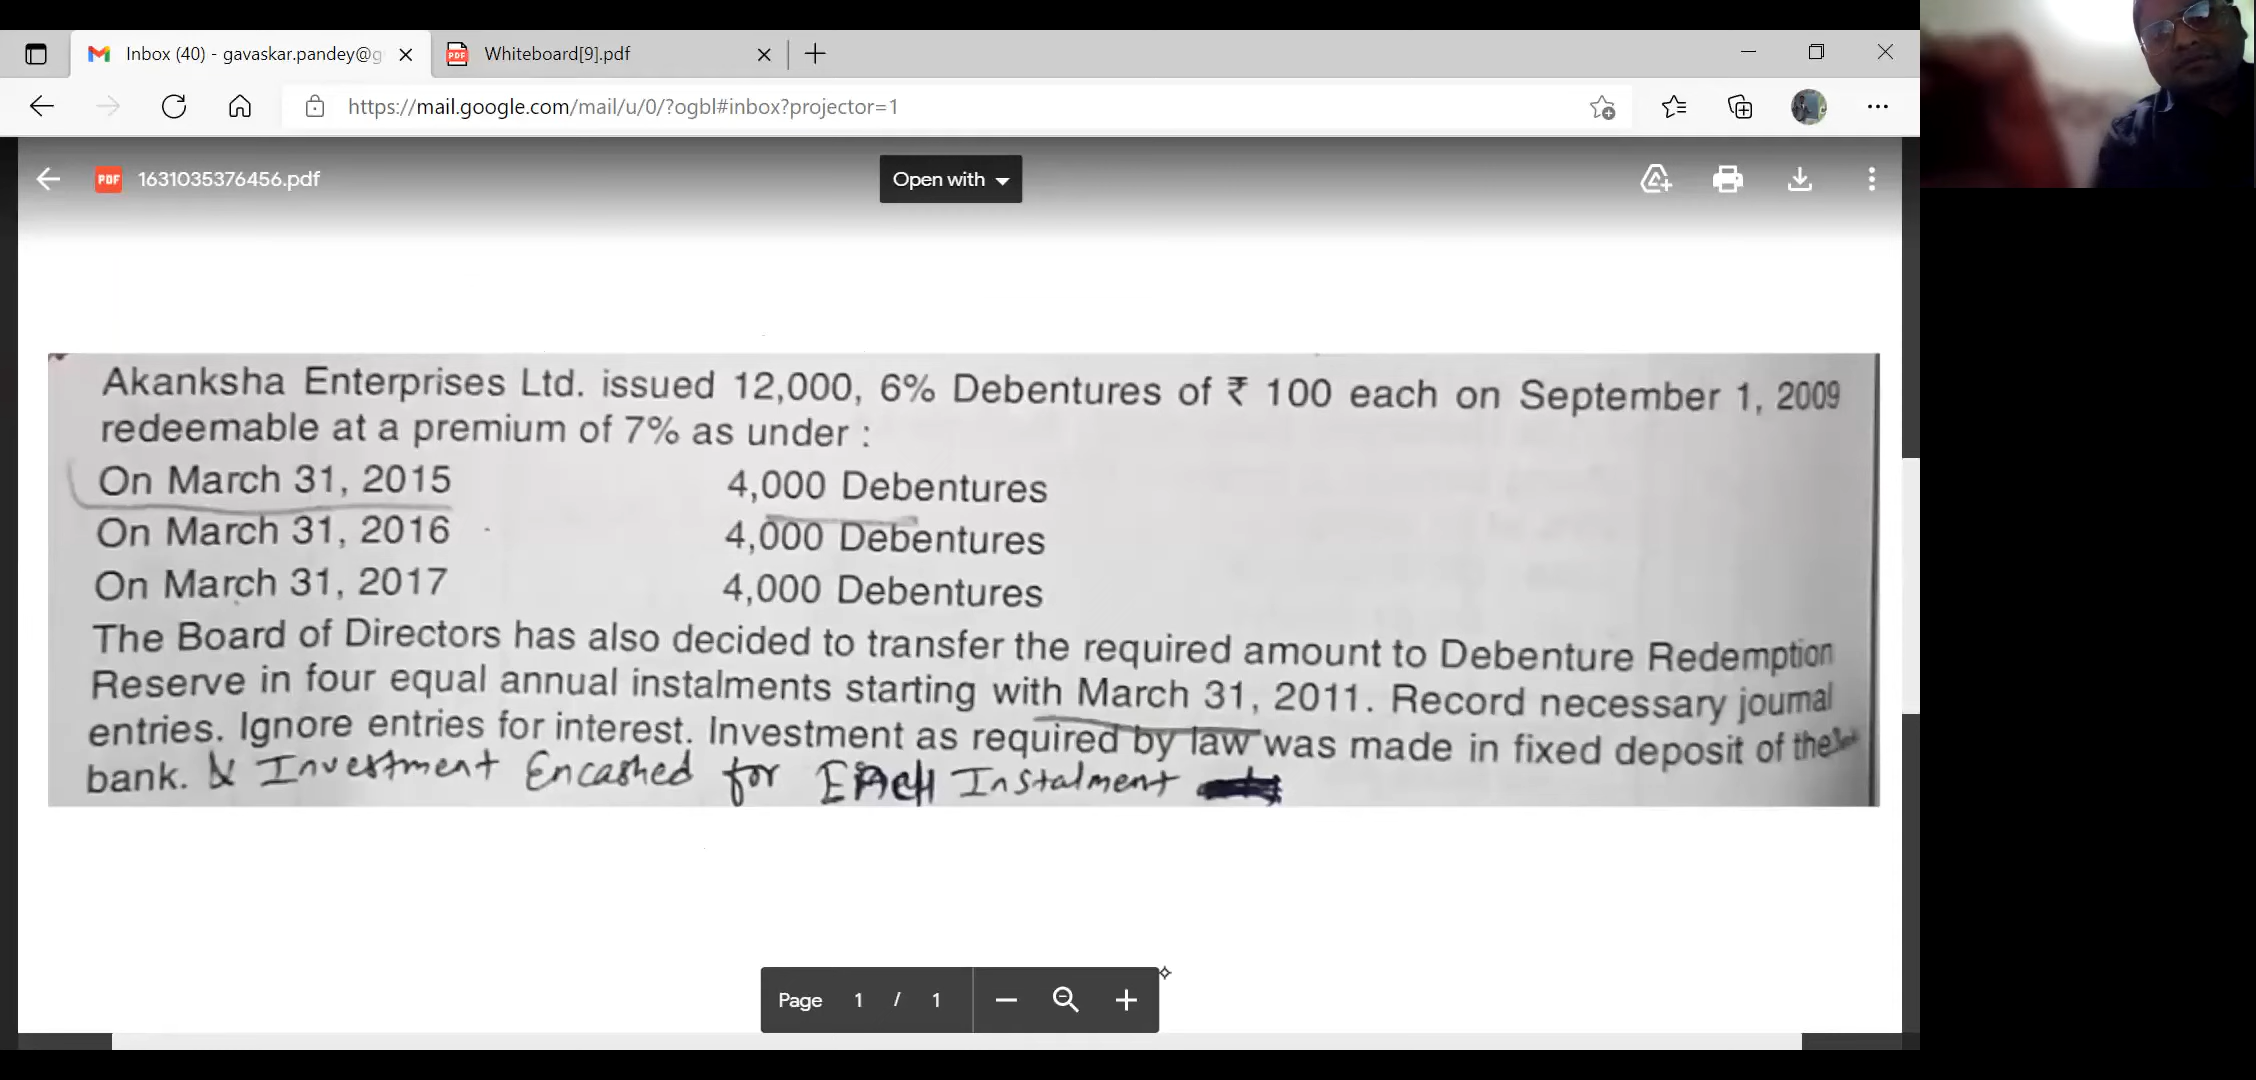 Inbox (40) - gavaskar.pandey@g
Whiteboard[9].pdf
https://mail.google.com/mail/u/0/?ogbl#inbox?projector=1
PDF 1631035376456.pdf
Open with
Akanksha Enterprises Ltd. issued 12,000, 6% Debentures of ₹ 100 each on September 1, 2009
redeemable at a premium of 7% as under :
On March 31, 2015 4,000 Debentures
On March 31, 2016 4,000 Debentures
On March 31, 2017 4,000 Debentures
The Board of Directors has also decided to transfer the required amount to Debenture Redemption
Reserve in four equal annual instalments starting with March 31, 2011. Record necessary journal
entries. Ignore entries for interest. Investment as required by law was made in fixed deposit of the
bank. & Investment Encashed for EACH Instalment
Page 1 / 1